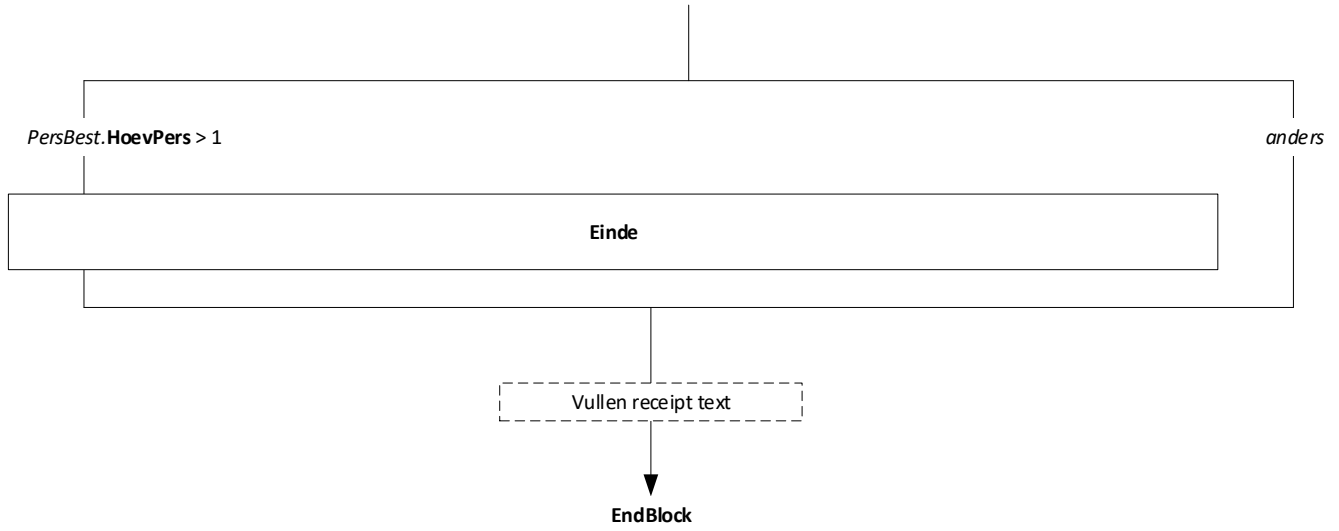 PersBest.HoevPers > 1
anders
Einde
Vullen receipt text
EndBlock